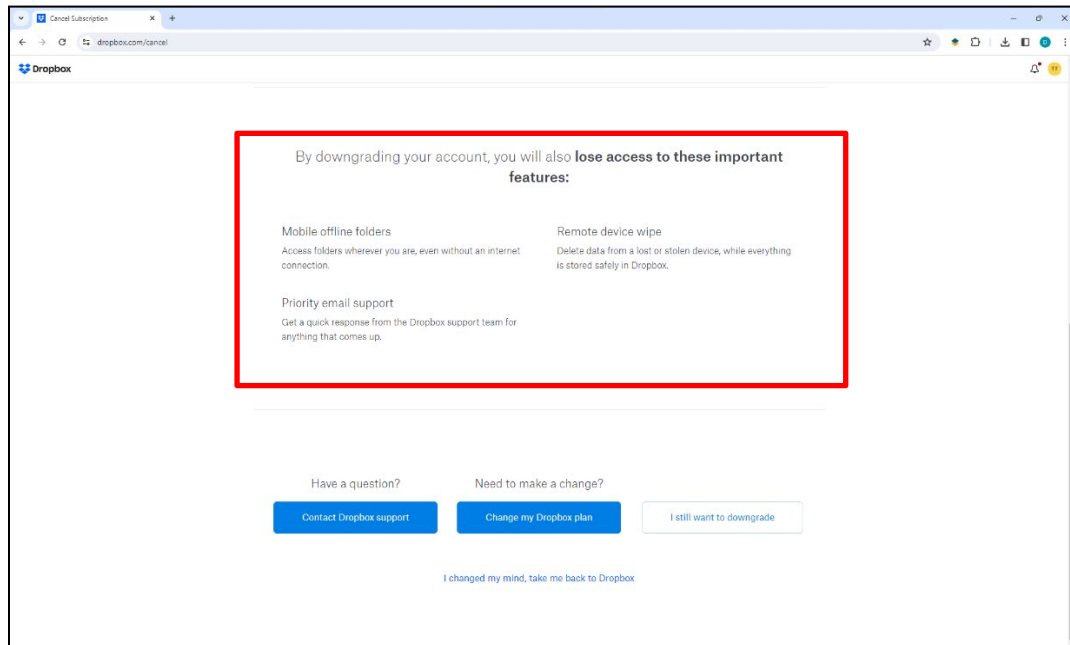 Cancel Subscription
dropbox.com/cancel
Dropbox
By downgrading your account, you will also lose access to these important
features:
Mobile offline folders
Access folders wherever you are, even without an internet
connection.
Remote device wipe
Delete data from a lost or stolen device, while everything
is stored safely in Dropbox.
Priority email support
Get a quick response from the Dropbox support team for
anything that comes up.
Have a question?
Need to make a change?
Contact Dropbox support
Change my Dropbox plan
I still want to downgrade
I changed my mind, take me back to Dropbox